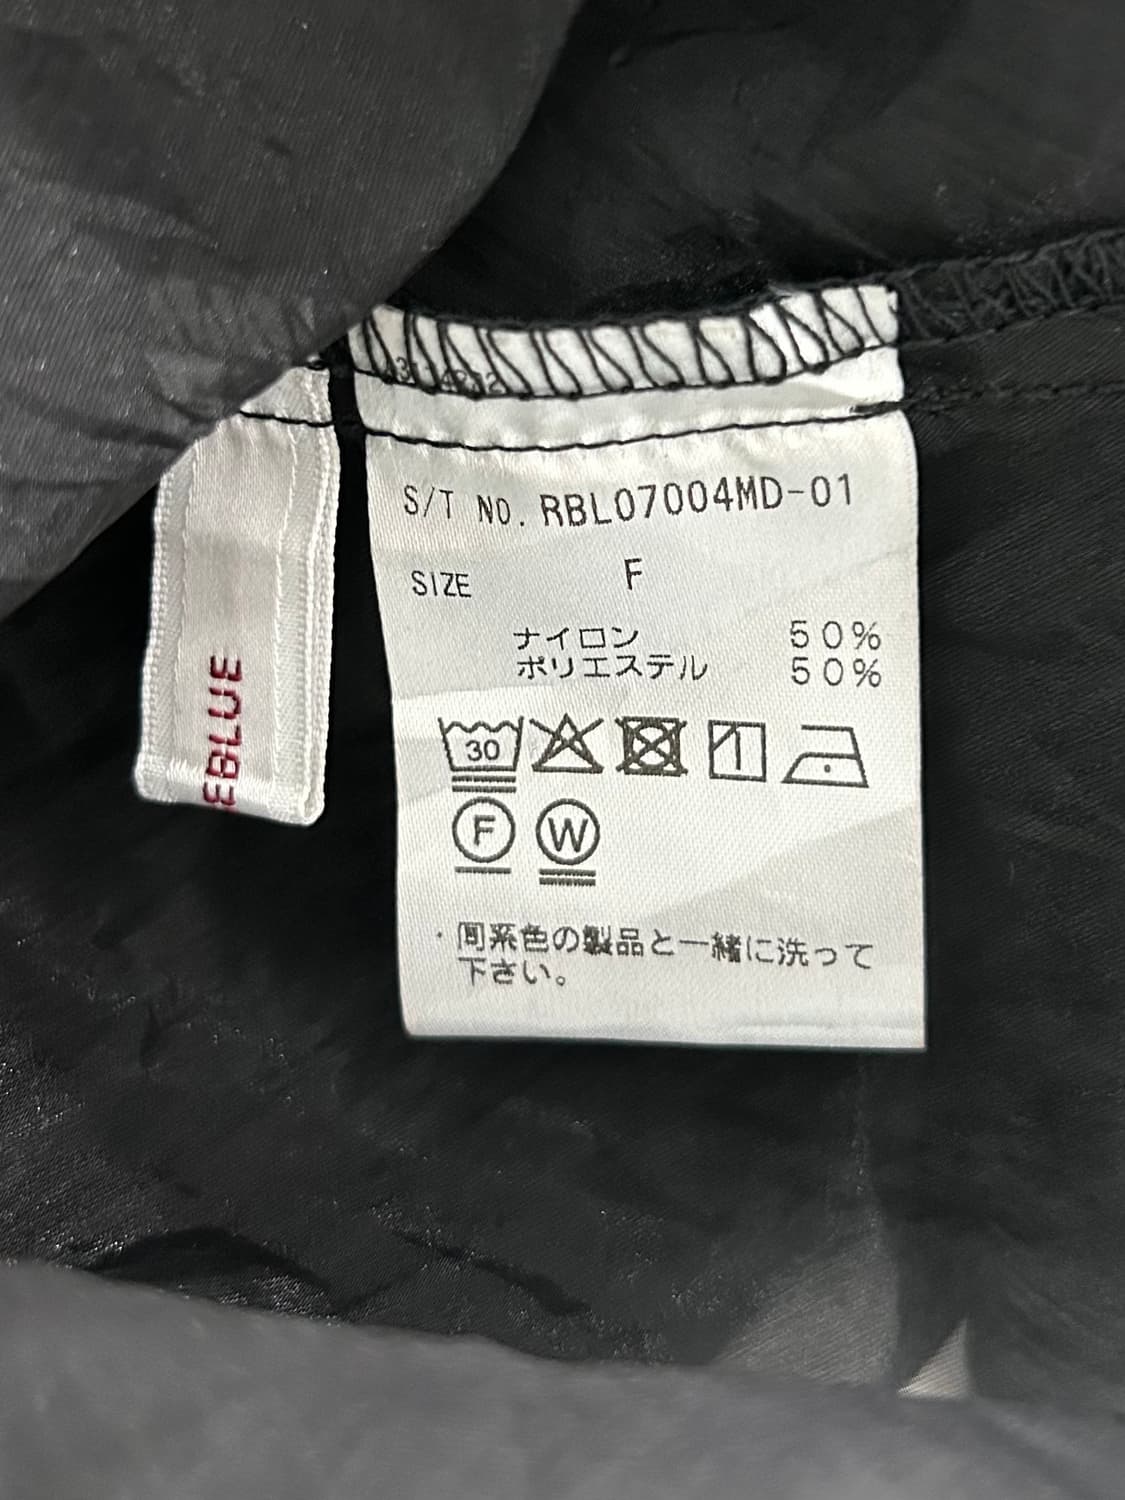 S/T NO. RBL07004MD-01
SIZE F
ナイロン 50%
ポリエステル 50%
30
F W
・同系色の製品と一緒に洗って
下さい。
EBLUE